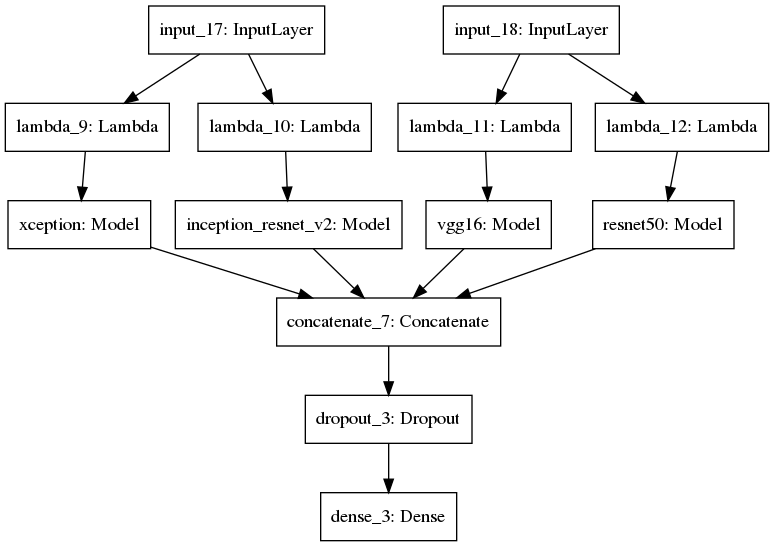 input_17: InputLayer
input_18: InputLayer
lambda_9: Lambda
lambda_10: Lambda
lambda_11: Lambda
lambda_12: Lambda
xception: Model
inception_resnet_v2: Model
vgg16: Model
resnet50: Model
concatenate_7: Concatenate
dropout_3: Dropout
dense_3: Dense